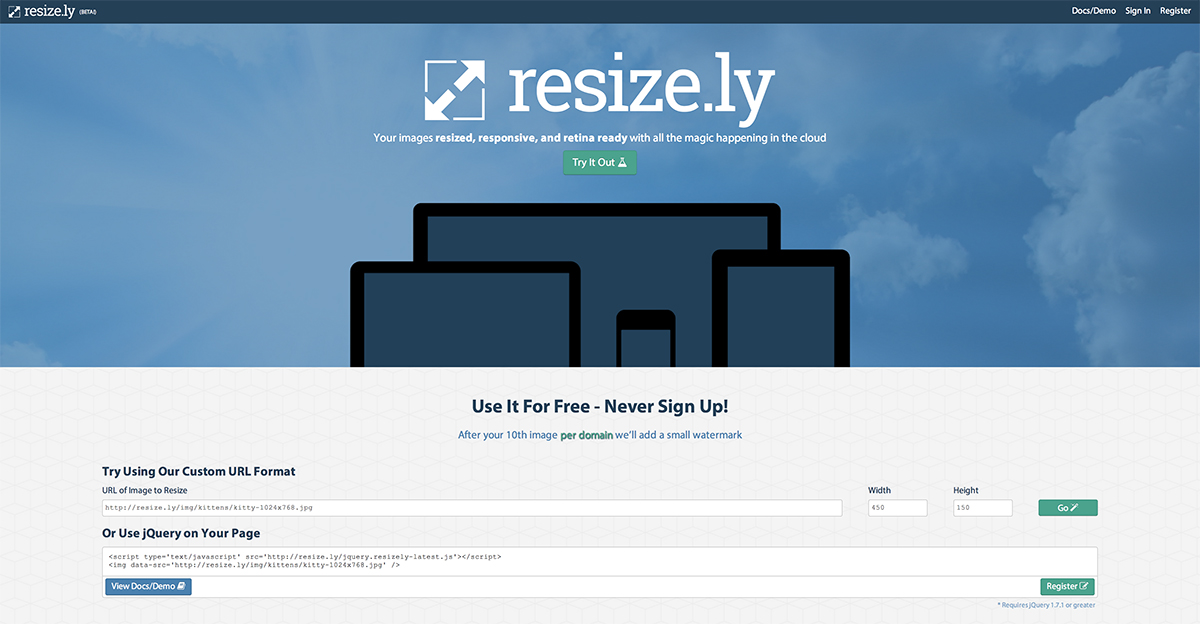 resize.ly (BETA!)
Docs/Demo Sign In Register
resize.ly
Your images resized, responsive, and retina ready with all the magic happening in the cloud
Try It Out
Use It For Free - Never Sign Up!
After your 10th image per domain we'll add a small watermark
Try Using Our Custom URL Format
URL of Image to Resize Width Height
http://resize.ly/img/kittens/kitty-1024x768.jpg 450 150 Go
Or Use jQuery on Your Page
<script type="text/javascript" src='http://resize.ly/jquery.resizely-latest.js"></script>
<img data-src='http://resize.ly/img/kittens/kitty-1024x768.jpg' />
View Docs/Demo Register
* Requires jQuery 1.7.1 or greater